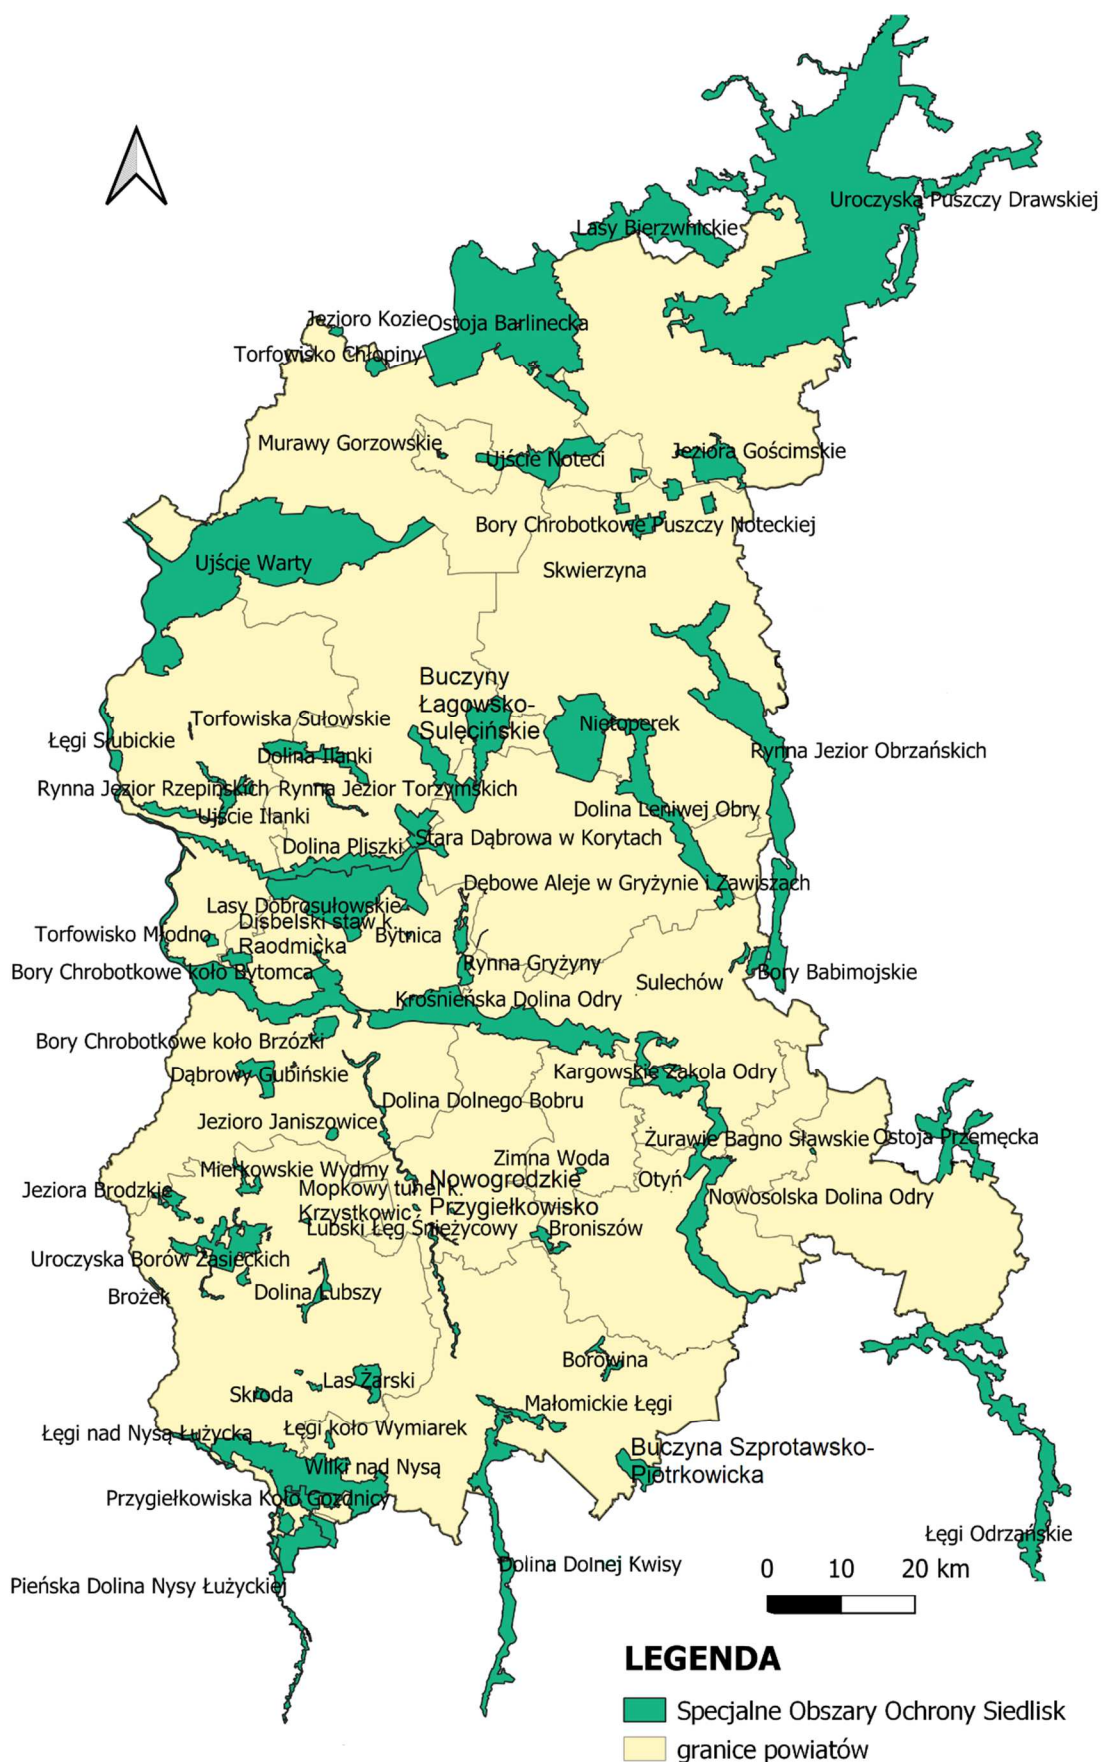 Uroczyska Puszczy Drawskiej
Lasy Bierzwnickie
Jezioro Kozie
Ostoja Barlinecka
Torfowisko Chłopiny
Murawy Gorzowskie
Ujście Noteci
Jeziora Gościmskie
Bory Chrobotkowe Puszczy Noteckiej
Ujście Warty
Skwierzyna
Buczyny
Łagowsko-
Sulęcińskie
Torfowiska Sułowskie
Nietoperek
Łęgi Słubickie
Dolina Ilanki
Rynna Jezior Obrzańskich
Rynna Jezior Rzepińskich
Rynna Jezior Torzymskich
Ujście Ilanki
Dolina Leniwej Obry
Dolina Pliszki
Stara Dąbrowa w Korytach
Dębowe Aleje w Gryżynie i Zawiszach
Lasy Dobrosułowskie
Disbelski staw k.
Raodmicka
Torfowisko Młodno
Bytnica
Bory Chrobotkowe koło Bytomca
Rynna Gryżyny
Sulechów
Bory Babimojskie
Krośnieńska Dolina Odry
Bory Chrobotkowe koło Brzózki
Dąbrowy Gubińskie
Kargowskie Zakola Odry
Dolina Dolnego Bobru
Jezioro Janiszowice
Żurawie Bagno Sławskie
Ostoja Przemęcka
Zimna Woda
Mierkowskie Wydmy
Nowogrodzkie
Przygiełkowisko
Otyń
Jeziora Brodzkie
Mopkowy tunel k.
Krzystkowic
Nowosolska Dolina Odry
Lubski Łęg Śnieżycowy
Broniszów
Uroczyska Borów Zasieckich
Brożek
Dolina Lubszy
Borowina
Las Żarski
Skroda
Małomickie Łęgi
Łęgi nad Nysą Łużycką
Łęgi koło Wymiarek
Buczyna Szprotawsko-
Piotrkowicka
Wilki nad Nysą
Przygiełkowiska Koło Gozdnicy
Łęgi Odrzańskie
Dolina Dolnej Kwisy
Pieńska Dolina Nysy Łużyckiej
0 10 20 km
LEGENDA
Specjalne Obszary Ochrony Siedlisk
granice powiatów